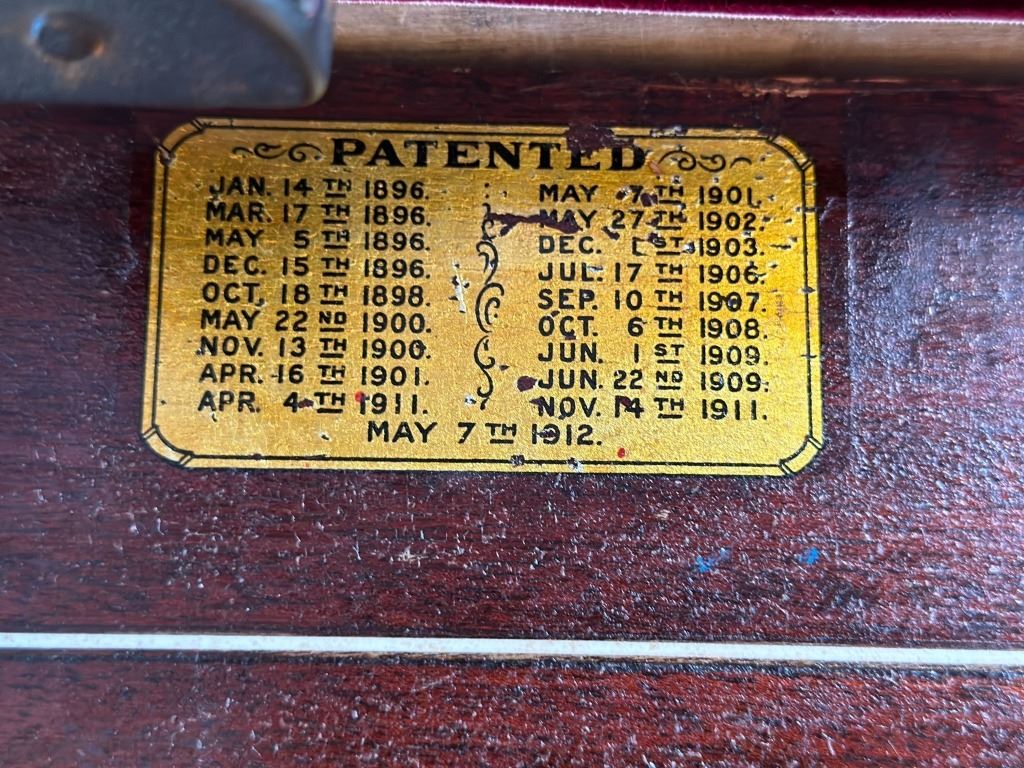 PATENTED
JAN. 14 TH 1896.
MAR. 17 TH 1896.
MAY 5 TH 1896.
DEC. 15 TH 1896.
OCT. 18 TH 1898.
MAY 22 ND 1900.
NOV. 13 TH 1900.
APR. 16 TH 1901.
APR. 4 TH 1911.
MAY 7 TH 1901.
MAY 27 TH 1902.
DEC. 1 ST 1903.
JUL. 17 TH 1906.
SEP. 10 TH 1907.
OCT. 6 TH 1908.
JUN. 1 ST 1909.
JUN. 22 ND 1909.
NOV. 14 TH 1911.
MAY 7 TH 1912.